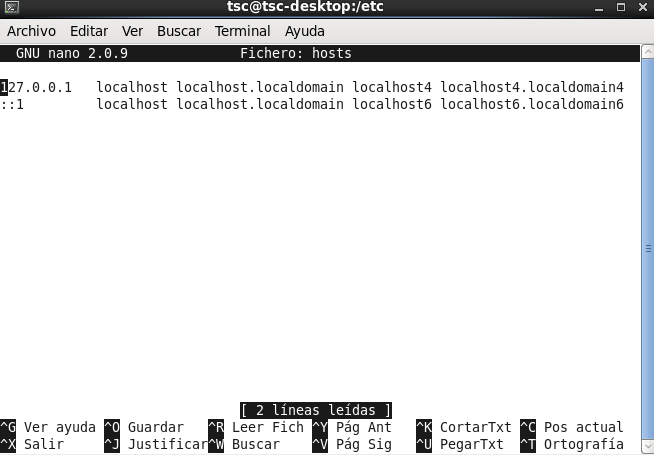 tsc@tsc-desktop:/etc
Archivo Editar Ver Buscar Terminal Ayuda
GNU nano 2.0.9 Fichero: hosts
127.0.0.1 localhost localhost.localdomain localhost4 localhost4.localdomain4
::1 localhost localhost.localdomain localhost6 localhost6.localdomain6
[ 2 líneas leídas ]
^G Ver ayuda ^O Guardar ^R Leer Fich ^Y Pág Ant ^K CortarTxt ^C Pos actual
^X Salir ^J Justificar ^W Buscar ^V Pág Sig ^U PegarTxt ^T Ortografía